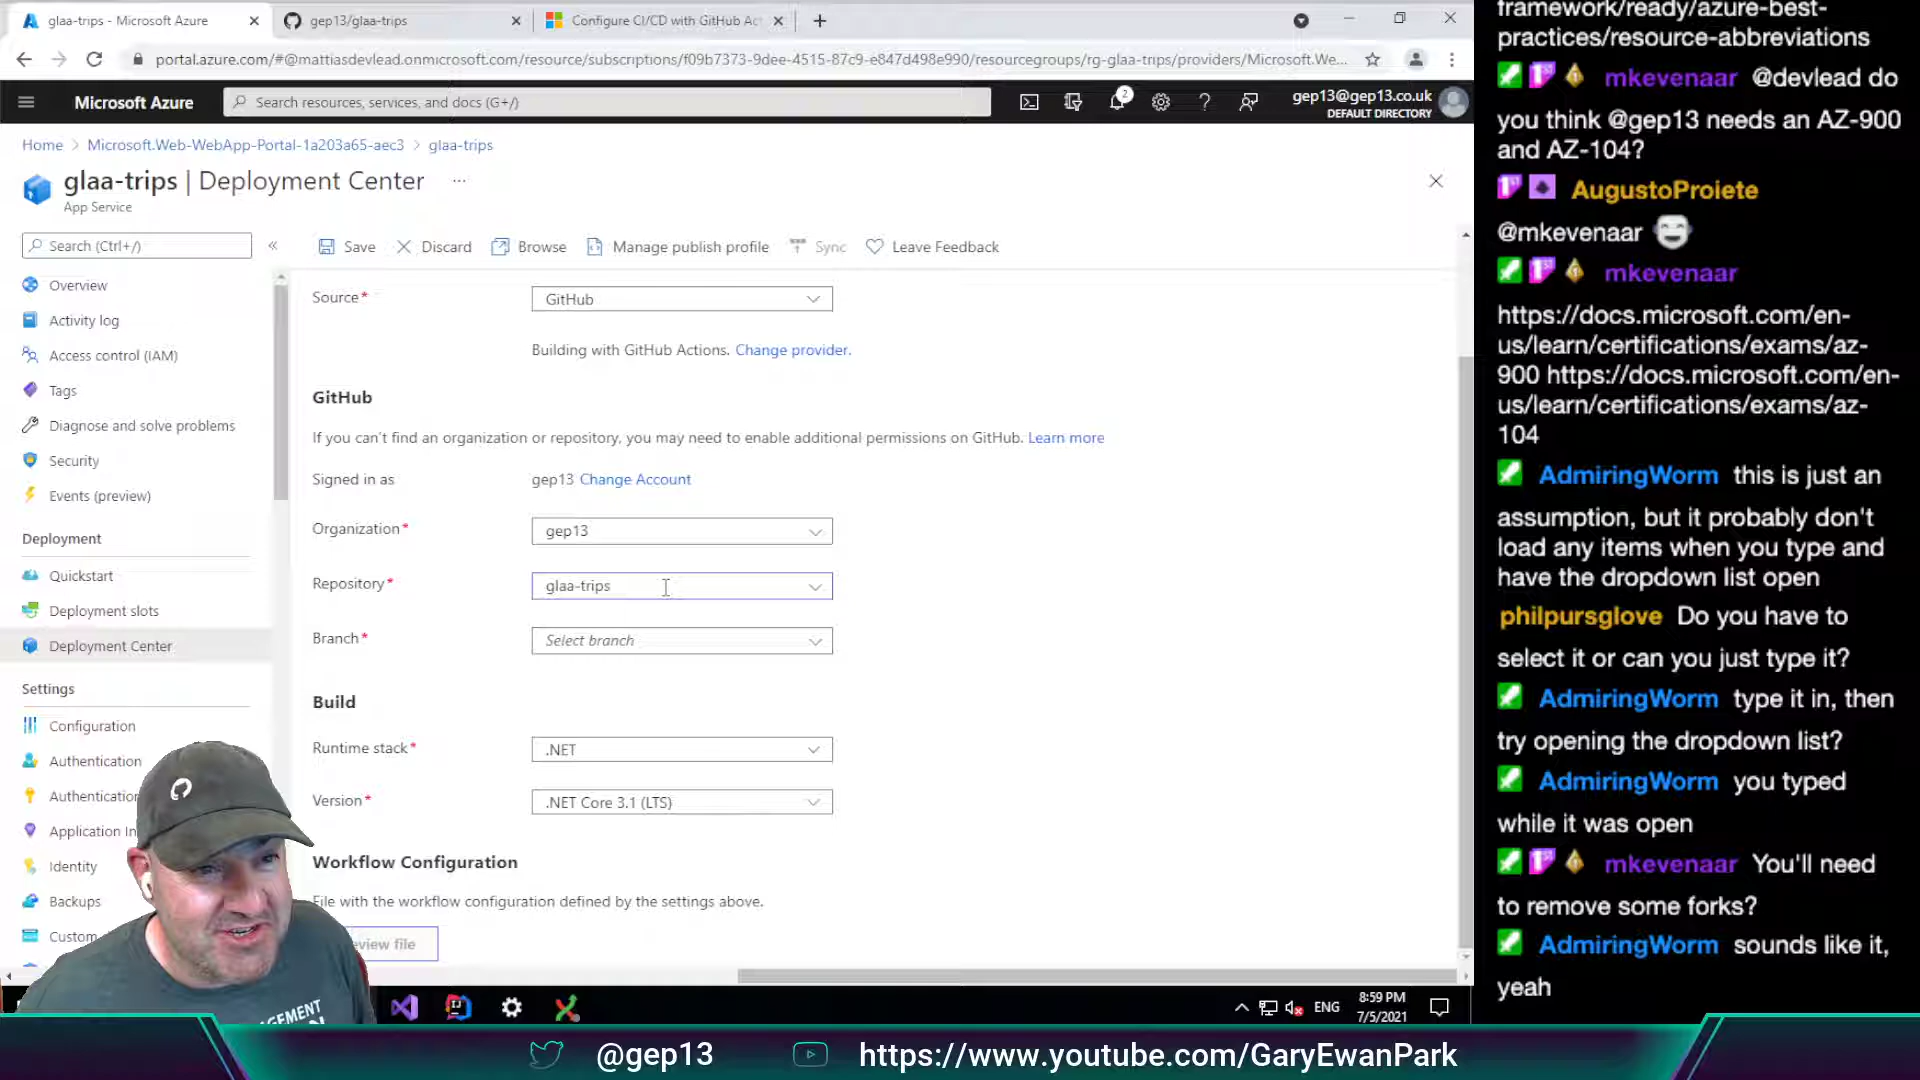 glaa-trips - Microsoft Azure
gep13/glaa-trips
Configure CI/CD with GitHub Ac
portal.azure.com/#@mattiasdevlead.onmicrosoft.com/resource/subscriptions/f09b7373-9dee-4515-87c9-e847d498e990/resourcegroups/rg-glaa-trips/providers/Microsoft.We...
Microsoft Azure
Search resources, services, and docs (G+/)
2
gep13@gep13.co.uk
DEFAULT DIRECTORY
Home > Microsoft.Web-WebApp-Portal-1a203a65-aec3 > glaa-trips
glaa-trips | Deployment Center ...
App Service
Search (Ctrl+/)
Save
Discard
Browse
Manage publish profile
Sync
Leave Feedback
Overview
Activity log
Access control (IAM)
Tags
Diagnose and solve problems
Security
Events (preview)
Deployment
Quickstart
Deployment slots
Deployment Center
Settings
Configuration
Authentication
Authentication
Application In
Identity
Backups
Custom
Source*
GitHub
Building with GitHub Actions. Change provider.
GitHub
If you can't find an organization or repository, you may need to enable additional permissions on GitHub. Learn more
Signed in as
gep13 Change Account
Organization*
gep13
Repository*
glaa-trips
Branch*
Select branch
Build
Runtime stack*
.NET
Version*
.NET Core 3.1 (LTS)
Workflow Configuration
File with the workflow configuration defined by the settings above.
eview file
ENG
8:59 PM
7/5/2021
@gep13
https://www.youtube.com/GaryEwanPark
framework/ready/azure-best-
practices/resource-abbreviations
mkevenaar @devlead do
you think @gep13 needs an AZ-900
and AZ-104?
AugustoProiete
@mkevenaar
mkevenaar
https://docs.microsoft.com/en-
us/learn/certifications/exams/az-
900 https://docs.microsoft.com/en-
us/learn/certifications/exams/az-
104
AdmiringWorm this is just an
assumption, but it probably don't
load any items when you type and
have the dropdown list open
philpursglove Do you have to
select it or can you just type it?
AdmiringWorm type it in, then
try opening the dropdown list?
AdmiringWorm you typed
while it was open
mkevenaar You'll need
to remove some forks?
AdmiringWorm sounds like it,
yeah